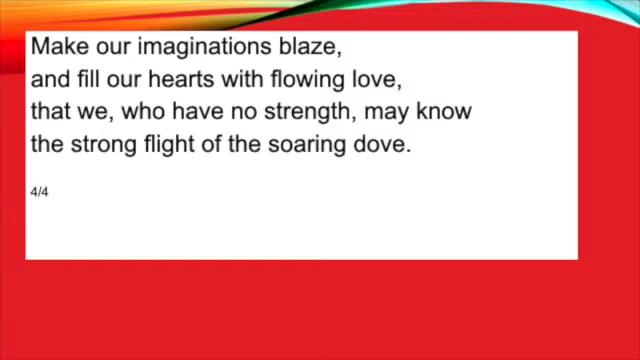 Make our imaginations blaze,
and fill our hearts with flowing love,
that we, who have no strength, may know
the strong flight of the soaring dove.
4/4